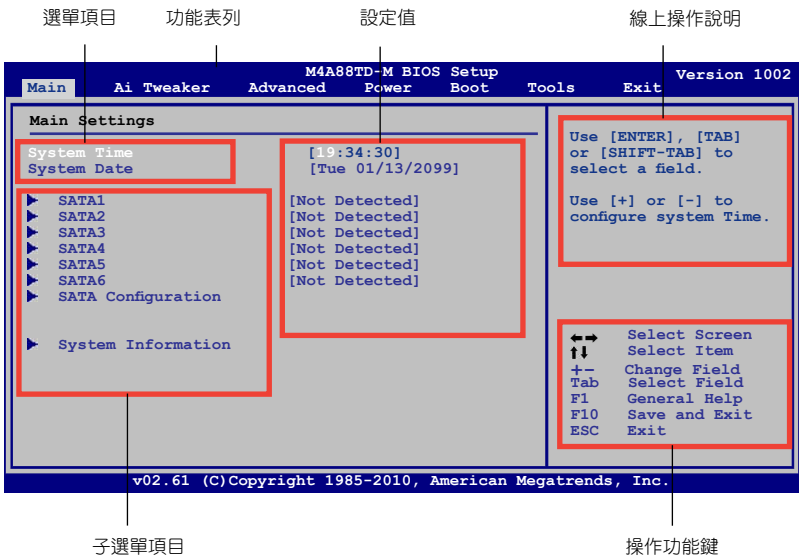 選單項目 功能表列 設定值 線上操作說明
M4A88TD-M BIOS Setup Version 1002
Main Ai Tweaker Advanced Power Boot Tools Exit
Main Settings
System Time [19:34:30]
System Date [Tue 01/13/2099]
SATA1 [Not Detected]
SATA2 [Not Detected]
SATA3 [Not Detected]
SATA4 [Not Detected]
SATA5 [Not Detected]
SATA6 [Not Detected]
SATA Configuration
System Information
Use [ENTER], [TAB]
or [SHIFT-TAB] to
select a field.
Use [+] or [-] to
configure system Time.
←→ Select Screen
↑↓ Select Item
+- Change Field
Tab Select Field
F1 General Help
F10 Save and Exit
ESC Exit
v02.61 (C)Copyright 1985-2010, American Megatrends, Inc.
子選單項目 操作功能鍵